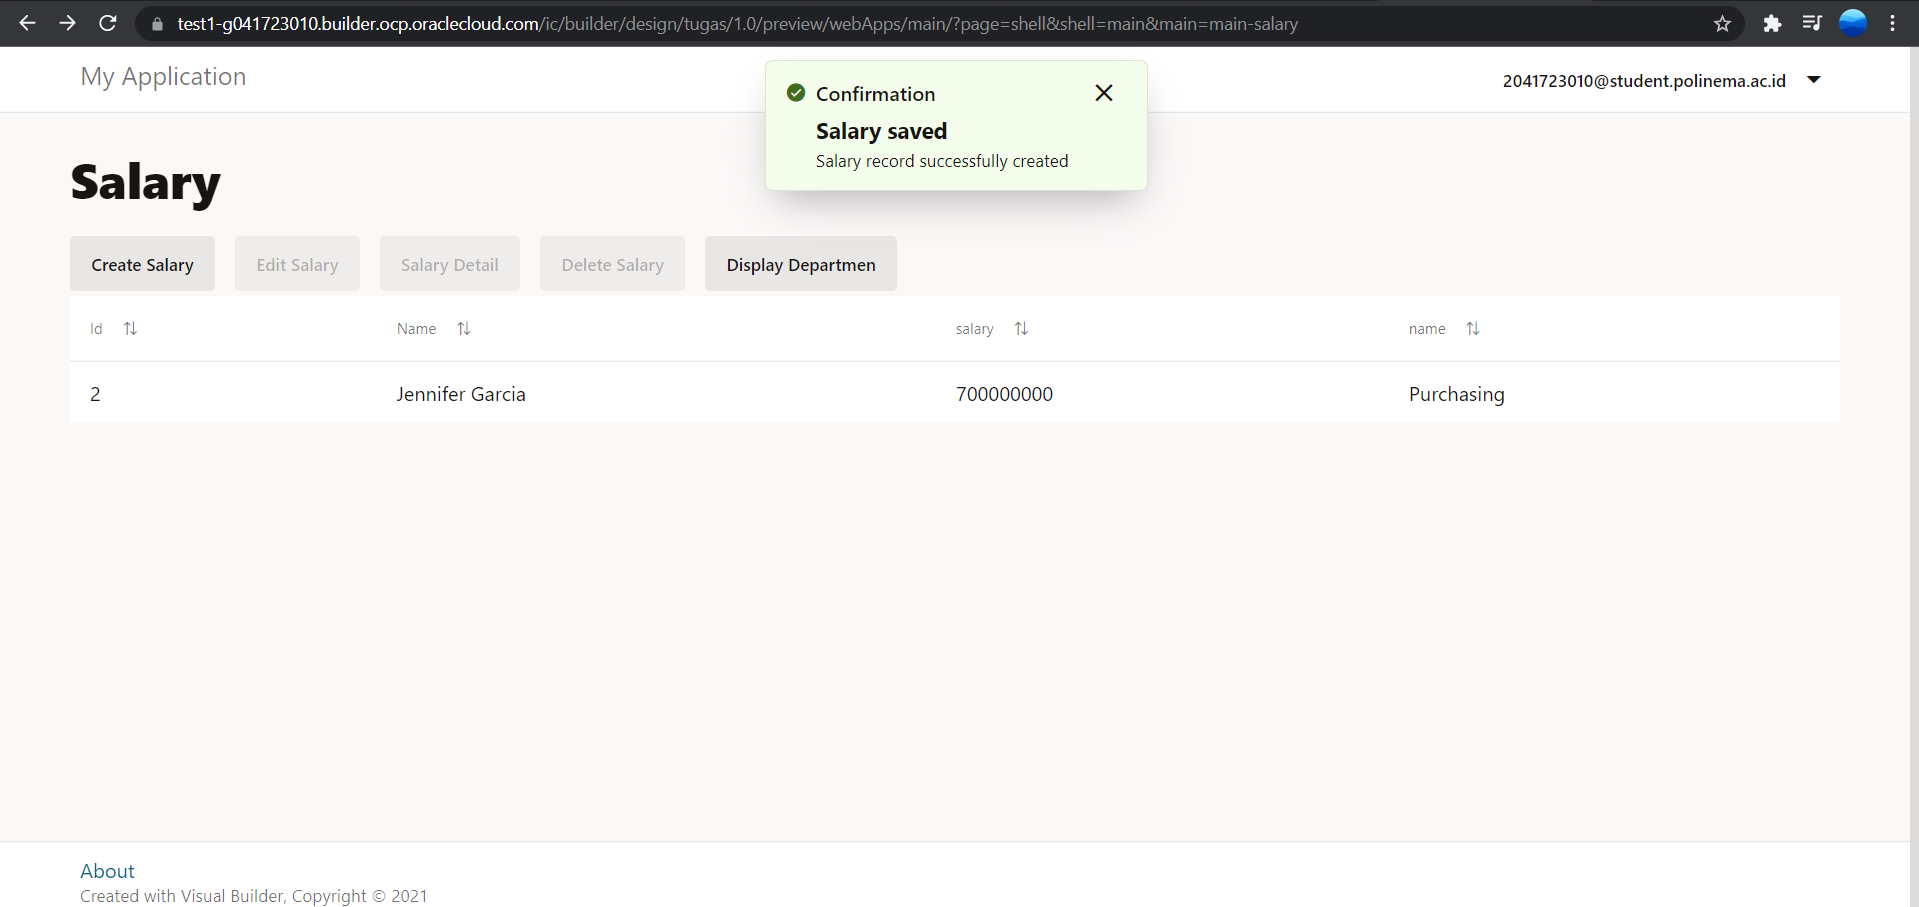 test1-g041723010.builder.ocp.oraclecloud.com/ic/builder/design/tugas/1.0/preview/webApps/main/?page=shell&shell=main&main=main-salary
My Application
2041723010@student.polinema.ac.id
Confirmation
Salary saved
Salary record successfully created
Salary
Create Salary Edit Salary Salary Detail Delete Salary Display Departmen
Id Name salary name
2 Jennifer Garcia 700000000 Purchasing
About
Created with Visual Builder, Copyright © 2021